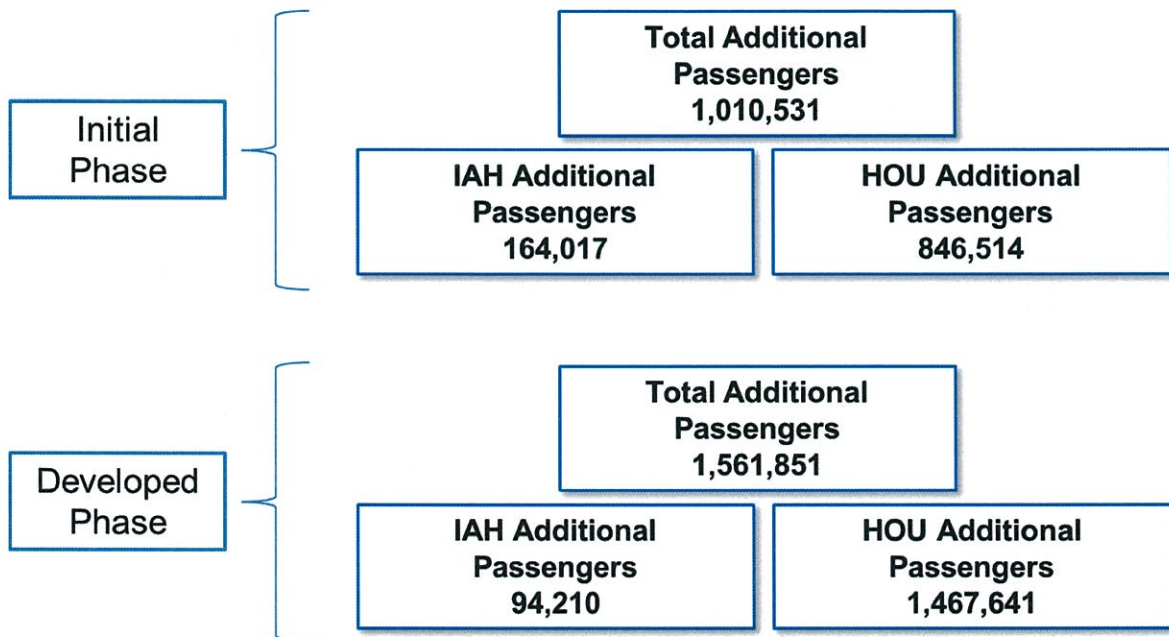 Initial
Phase
Total Additional
Passengers
1,010,531
IAH Additional
Passengers
164,017
HOU Additional
Passengers
846,514
Developed
Phase
Total Additional
Passengers
1,561,851
IAH Additional
Passengers
94,210
HOU Additional
Passengers
1,467,641